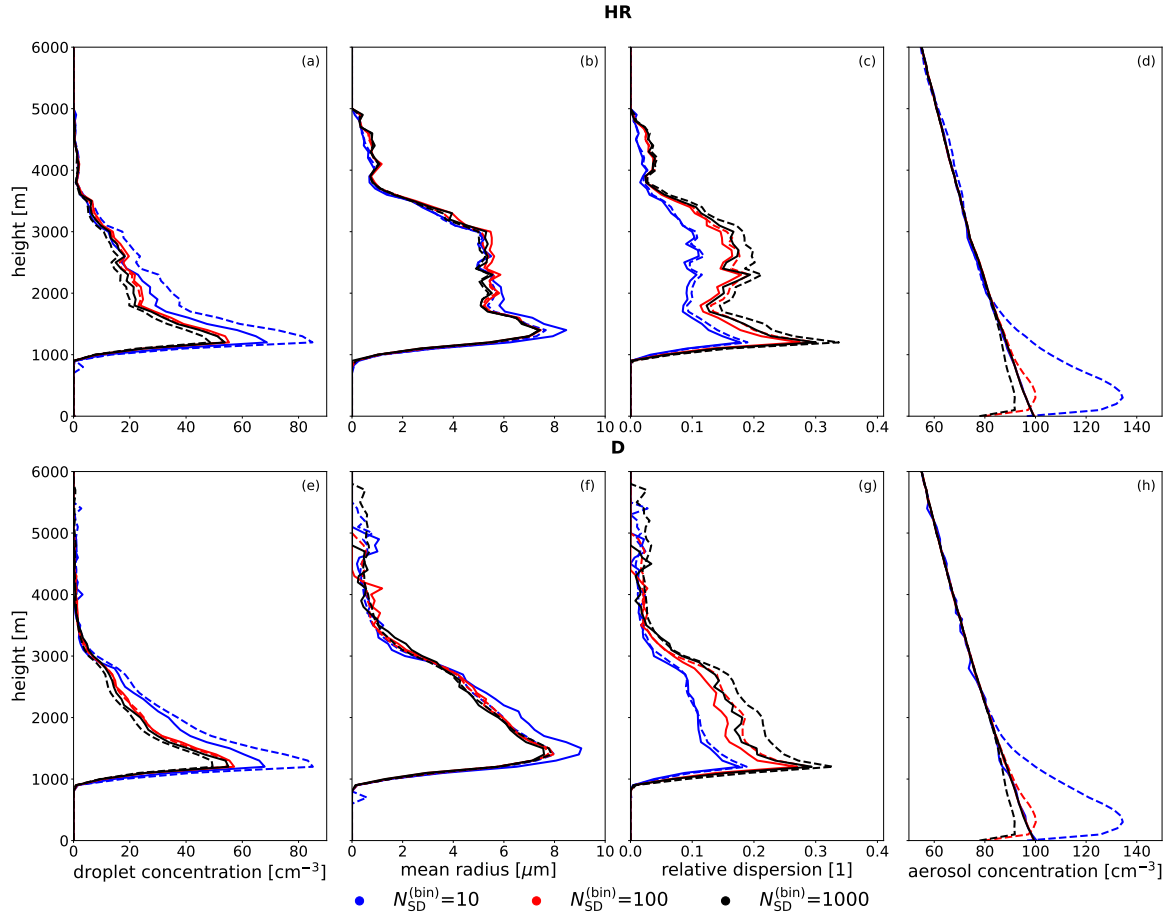 HR
(a) (b) (c) (d)
6000
5000
4000
3000
2000
1000
0
height [m]
0 20 40 60 80 0 2 4 6 8 10 0.0 0.1 0.2 0.3 0.4 60 80 100 120 140
D
(e) (f) (g) (h)
6000
5000
4000
3000
2000
1000
0
height [m]
0 20 40 60 80 0 2 4 6 8 10 0.0 0.1 0.2 0.3 0.4 60 80 100 120 140
droplet concentration [cm⁻³] mean radius [μm] relative dispersion [1] aerosol concentration [cm⁻³]
N_SD^(bin)=10 N_SD^(bin)=100 N_SD^(bin)=1000